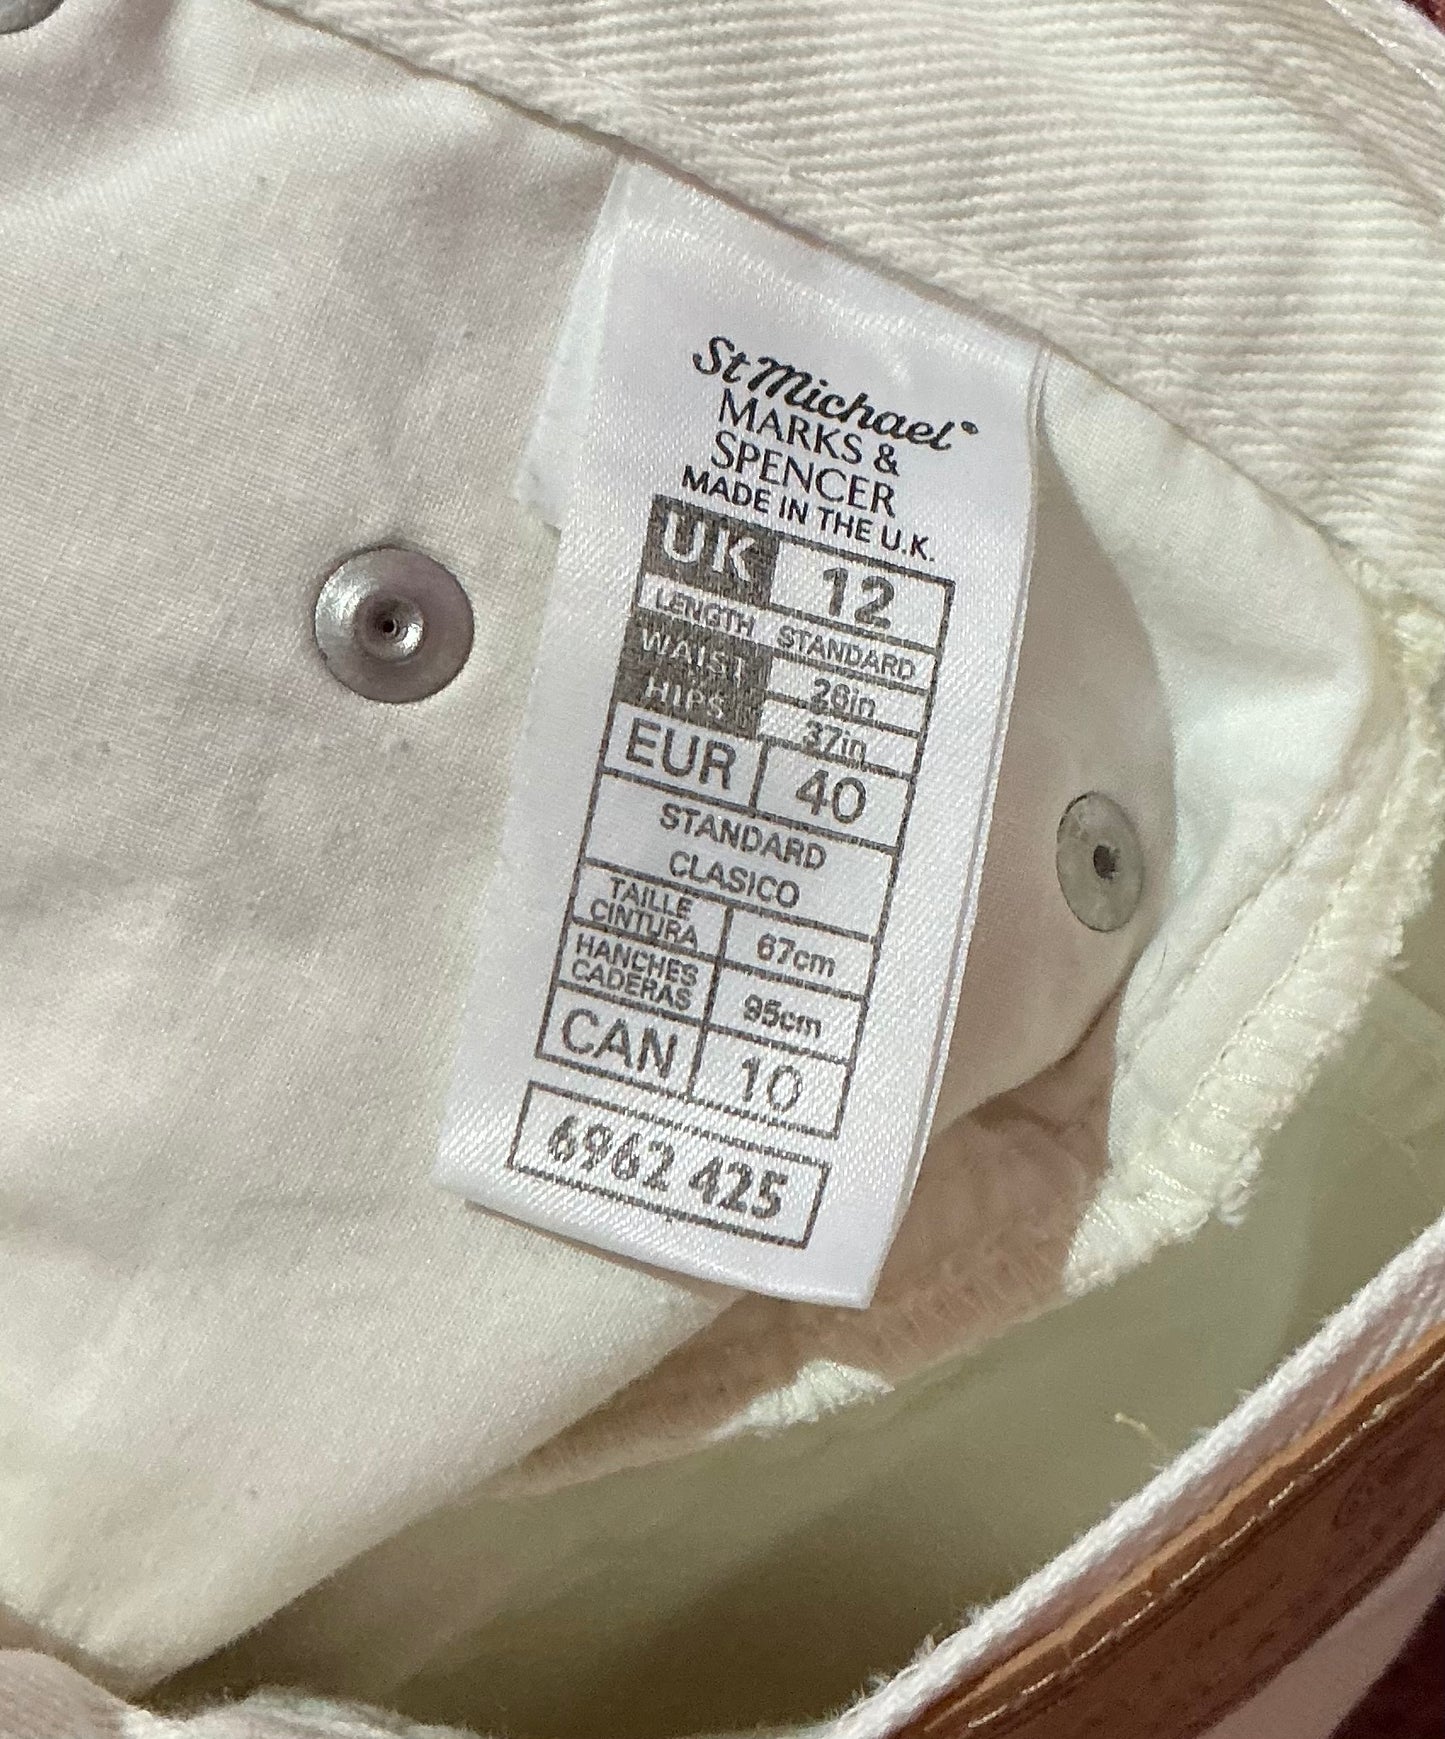 St Michael®
MARKS &
SPENCER
MADE IN THE U.K.
UK 12
LENGTH STANDARD
WAIST 26in
HIPS 37in
EUR 40
STANDARD
CLASICO
TAILLE
CINTURA 67cm
HANCHES
CADERAS 95cm
CAN 10
6962 425